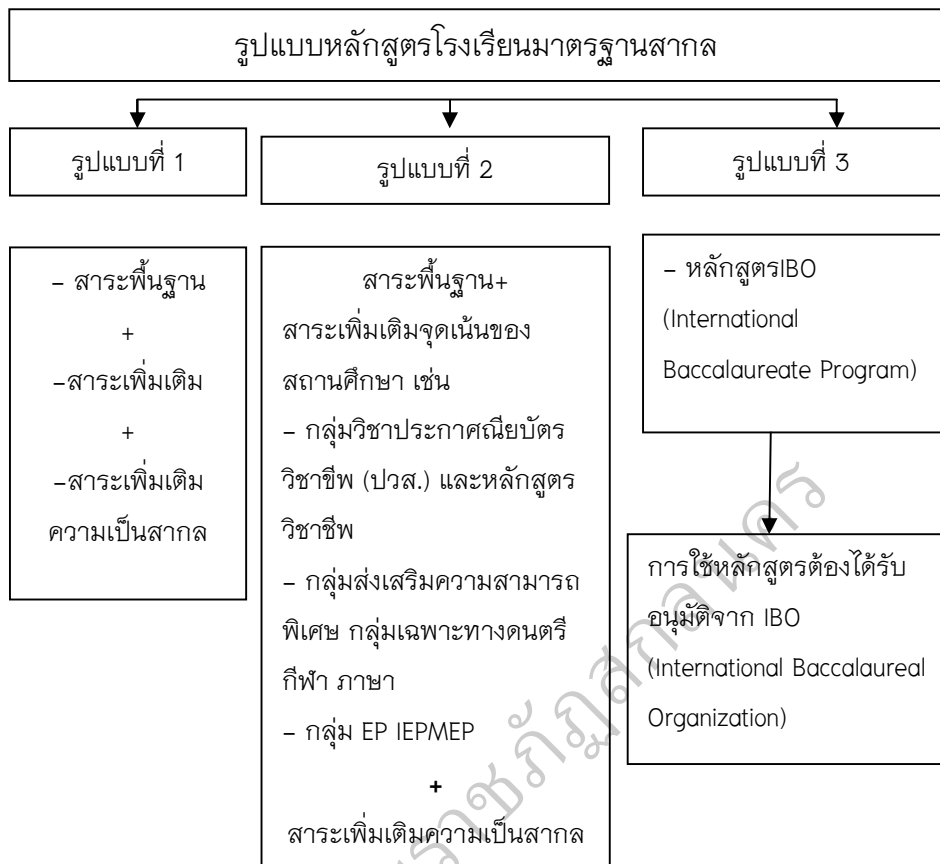 รูปแบบหลักสูตรโรงเรียนมาตรฐานสากล
รูปแบบที่ 1
รูปแบบที่ 2
รูปแบบที่ 3
– สาระพื้นฐาน
+
–สาระเพิ่มเติม
+
–สาระเพิ่มเติม
ความเป็นสากล
สาระพื้นฐาน+
สาระเพิ่มเติมจุดเน้นของ
สถานศึกษา เช่น
– กลุ่มวิชาประกาศณียบัตร
วิชาขีพ (ปวส.) และหลักสูตร
วิชาชีพ
– กลุ่มส่งเสริมความสามารถ
พิเศษ กลุ่มเฉพาะทางดนตรี
กีฬา ภาษา
– กลุ่ม EP IEPMEP
+
สาระเพิ่มเติมความเป็นสากล
– หลักสูตรIBO
(International
Baccalaureate Program)
การใช้หลักสูตรต้องได้รับ
อนุมัติจาก IBO
(International Baccalaureal
Organization)
ราชภัฏสกลนคร